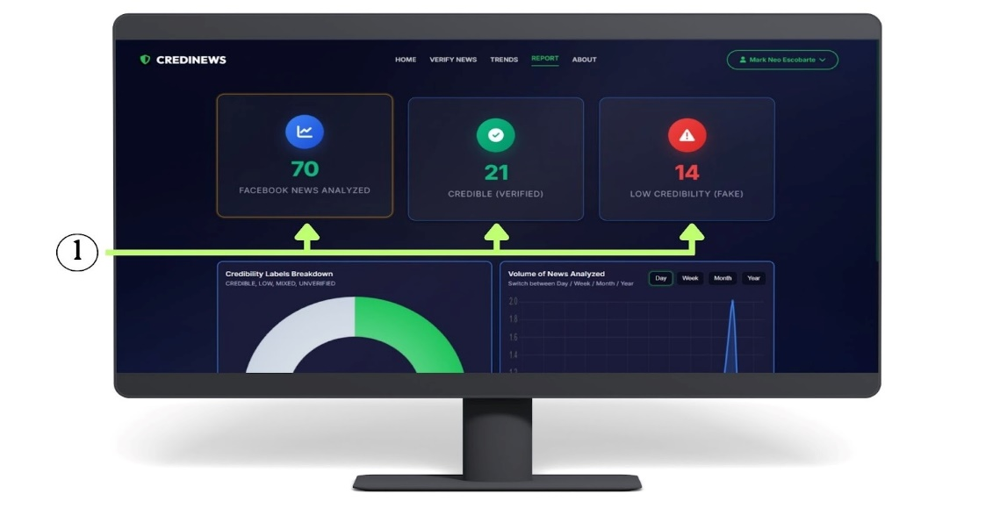 CREDINEWS
HOME VERIFY NEWS TRENDS REPORT ABOUT
Mark Neo Escobarte
70
FACEBOOK NEWS ANALYZED
21
CREDIBLE (VERIFIED)
14
LOW CREDIBILITY (FAKE)
1
Credibility Labels Breakdown
CREDIBLE, LOW, MIXED, UNVERIFIED
Volume of News Analyzed
Switch between Day / Week / Month / Year
Day Week Month Year
2.0
1.8
1.6
1.4